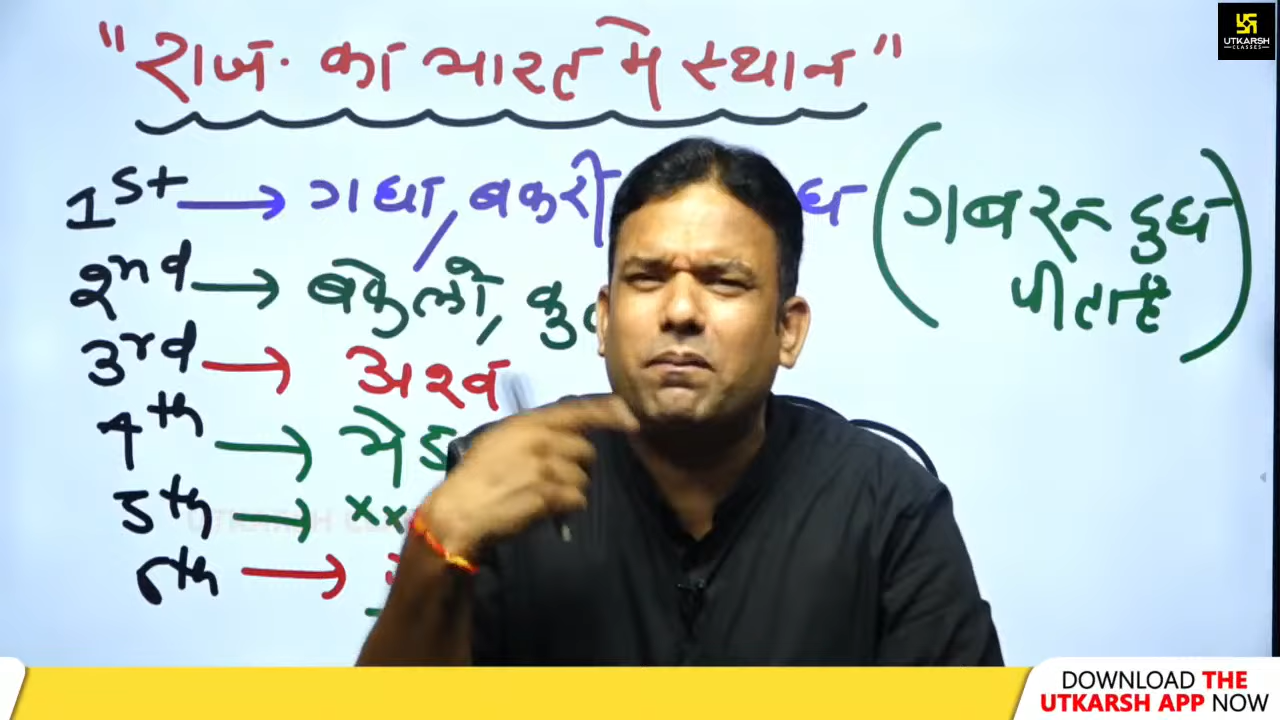 "राज. का भारत मे स्थान"
1st → गधा, बकरी
2nd → बकुलो,
3rd → अश्व
4th → भेड
5th → xx
6th →
(गबरू दुध
पीता है)
UTKARSH
CLASSES
DOWNLOAD THE
UTKARSH APP NOW